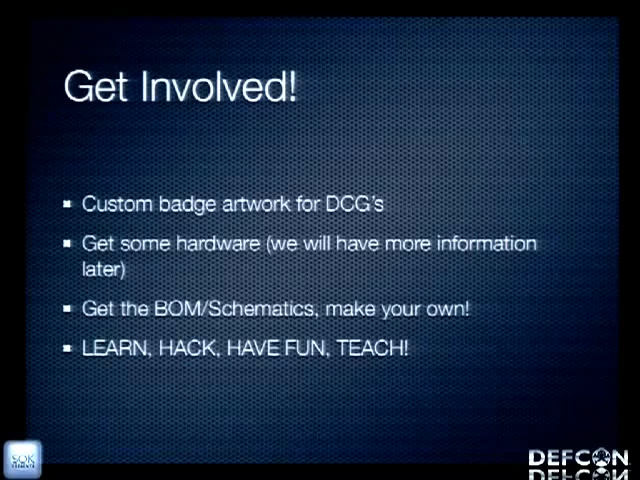 Get Involved!
Custom badge artwork for DCG's
Get some hardware (we will have more information
later)
Get the BOM/Schematics, make your own!
LEARN, HACK, HAVE FUN, TEACH!
SOK
DEFCON